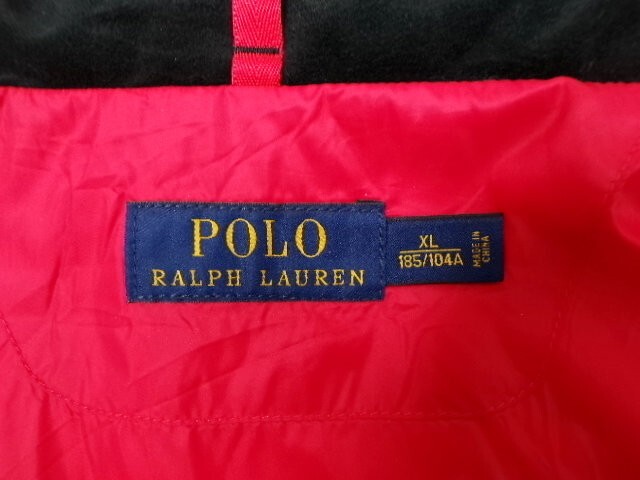 POLO
RALPH LAUREN
XL
185/104A
MADE IN
CHINA